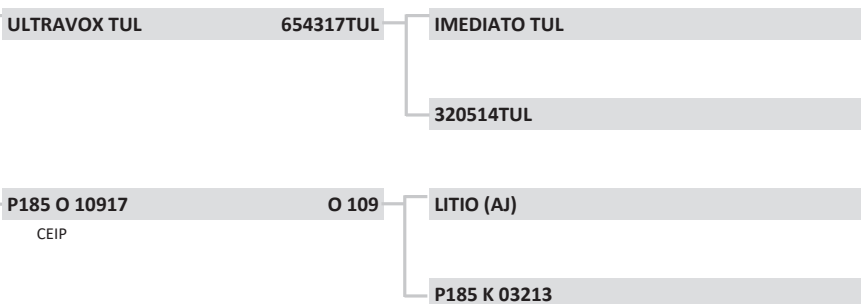 ULTRAVOX TUL 654317TUL IMEDIATO TUL
320514TUL
P185 O 10917 O 109 LITIO (AJ)
CEIP
P185 K 03213